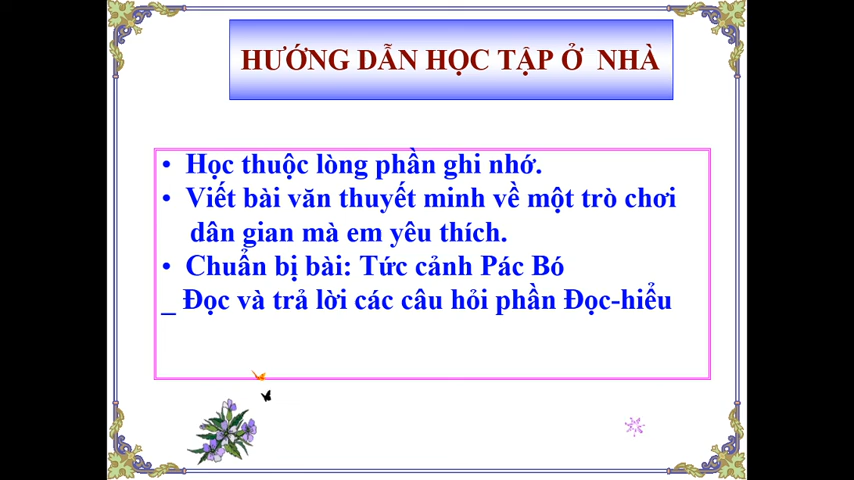 HƯỚNG DẪN HỌC TẬP Ở NHÀ
• Học thuộc lòng phần ghi nhớ.
• Viết bài văn thuyết minh về một trò chơi
dân gian mà em yêu thích.
• Chuẩn bị bài: Tức cảnh Pác Bó
_ Đọc và trả lời các câu hỏi phần Đọc-hiểu